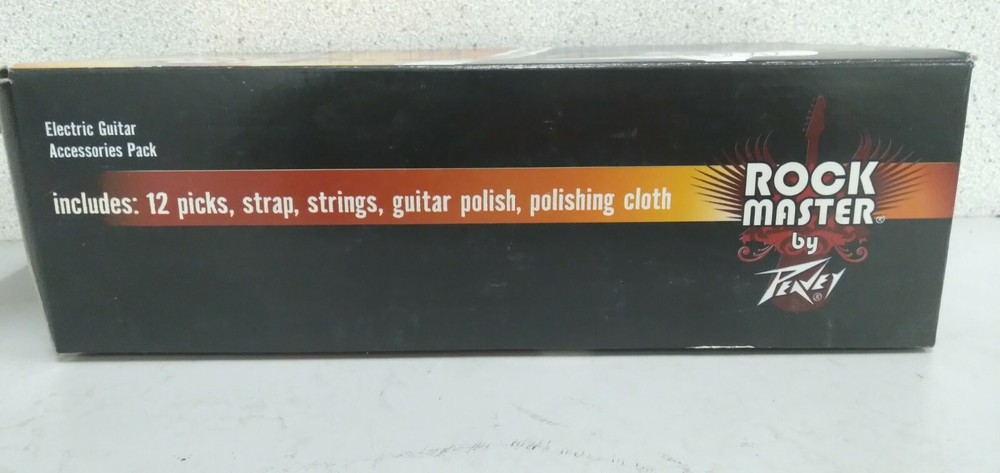 Electric Guitar
Accessories Pack
includes: 12 picks, strap, strings, guitar polish, polishing cloth
ROCK
MASTER®
by
PEAVEY®